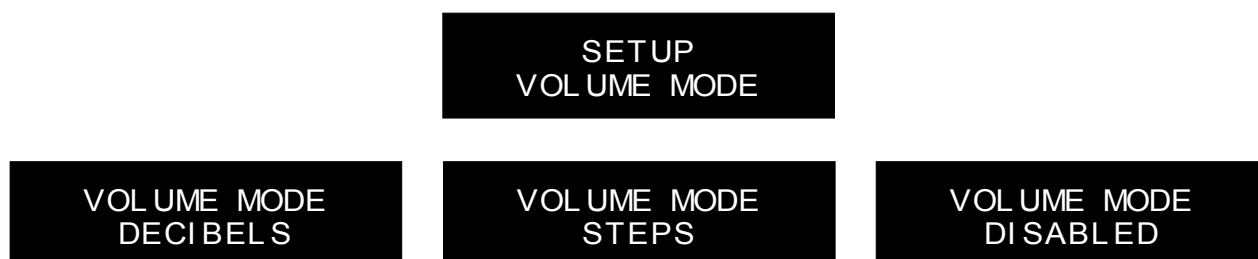 SETUP
VOLUME MODE
VOLUME MODE
DECIBELS
VOLUME MODE
STEPS
VOLUME MODE
DISABLED